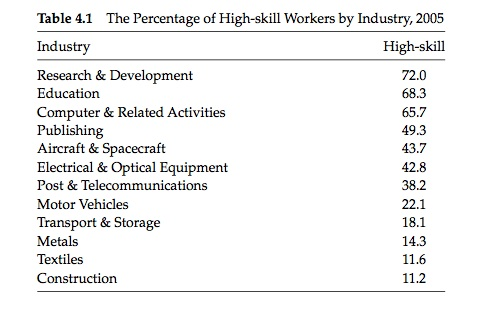 Table 4.1 The Percentage of High-skill Workers by Industry, 2005
Industry High-skill
Research & Development 72.0
Education 68.3
Computer & Related Activities 65.7
Publishing 49.3
Aircraft & Spacecraft 43.7
Electrical & Optical Equipment 42.8
Post & Telecommunications 38.2
Motor Vehicles 22.1
Transport & Storage 18.1
Metals 14.3
Textiles 11.6
Construction 11.2